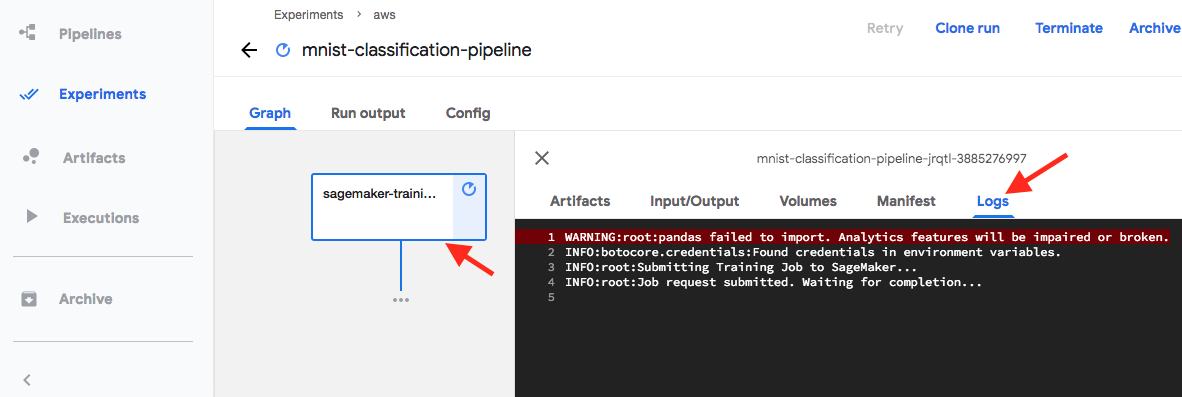 Pipelines
Experiments
Artifacts
Executions
Archive
Experiments > aws
mnist-classification-pipeline
Retry Clone run Terminate Archive
Graph Run output Config
sagemaker-traini...
mnist-classification-pipeline-jrqtl-3885276997
Artifacts Input/Output Volumes Manifest Logs
1 WARNING:root:pandas failed to import. Analytics features will be impaired or broken.
2 INFO:botocore.credentials:Found credentials in environment variables.
3 INFO:root:Submitting Training Job to SageMaker...
4 INFO:root:Job request submitted. Waiting for completion...
5